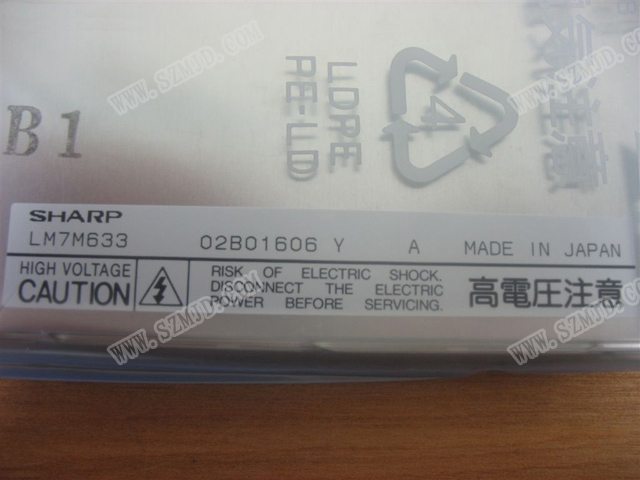 WWW.SZMJD.COM
WWW.SZMJD.COM
LDPE
PE-LD
4
注意
B1
SHARP
LM7M633 02B01606 Y A MADE IN JAPAN
HIGH VOLTAGE
CAUTION
RISK OF ELECTRIC SHOCK.
DISCONNECT THE ELECTRIC
POWER BEFORE SERVICING.
高電圧注意
WWW.SZMJD.COM
WWW.SZMJD.COM